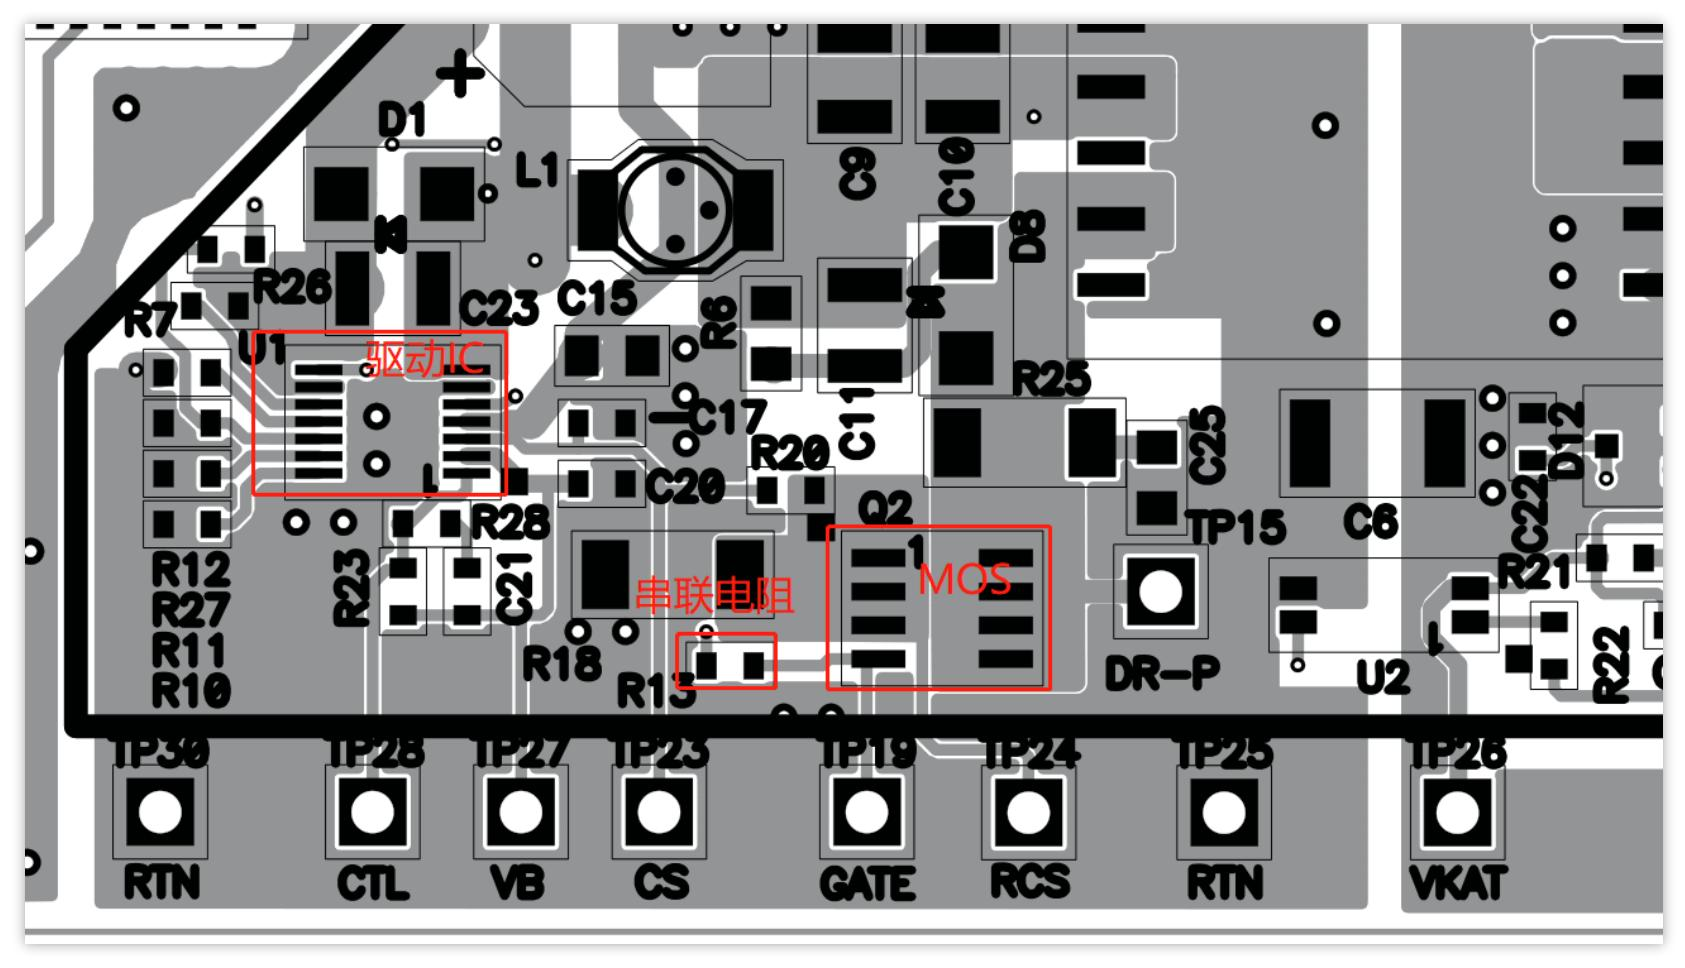 D1
L1
C9
C10
D8
R26
R7
C23
C15
R6
U1
驱动IC
R25
C17
C11
C25
D12
R20
C20
1
Q2
R28
TP15
C6
C22
1
MOS
R21
R12
R23
C21
串联电阻
R27
R11
R18
DR-P
1
U2
R22
R10
R13
TP30
TP28
TP27
TP23
TP19
TP24
TP25
TP26
RTN
CTL
VB
CS
GATE
RCS
RTN
VKAT